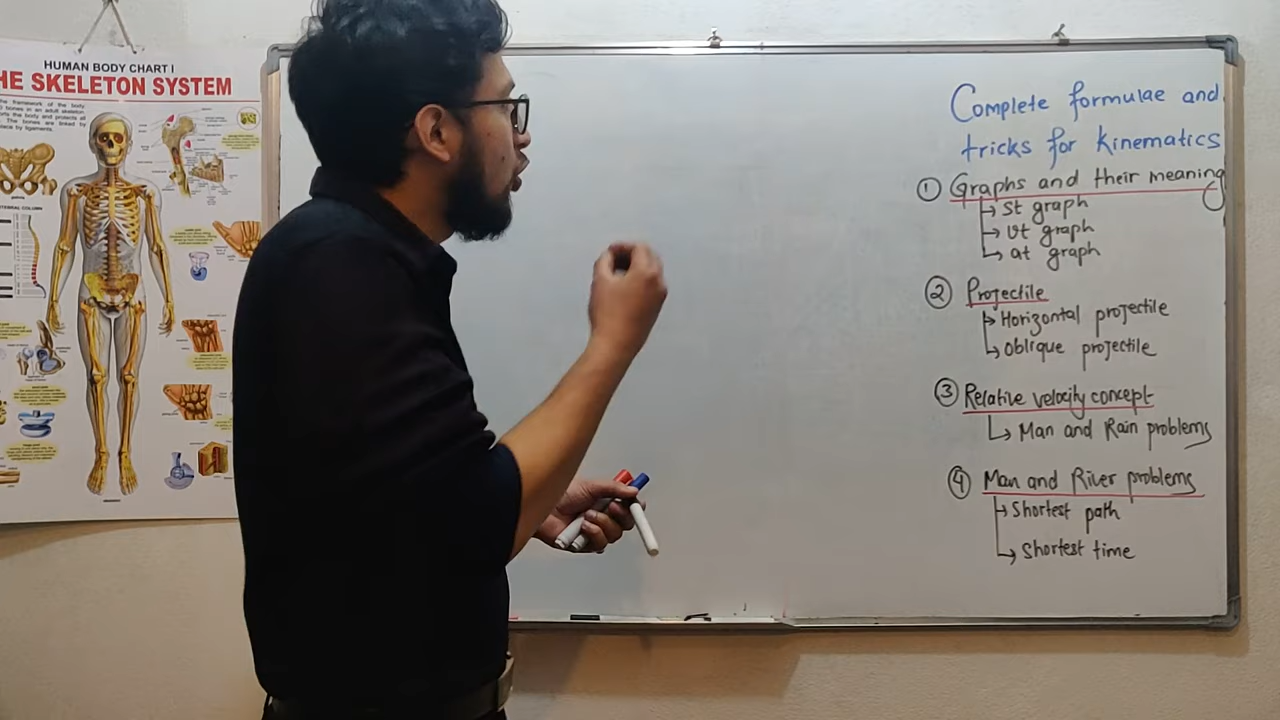 HUMAN BODY CHART I
HE SKELETON SYSTEM
Complete formulae and
tricks for kinematics
① Graphs and their meaning
↳ st graph
↳ vt graph
↳ at graph
② Projectile
↳ Horizontal projectile
↳ Oblique projectile
③ Relative velocity concept
↳ Man and Rain problems
④ Man and River problems
↳ Shortest path
↳ Shortest time